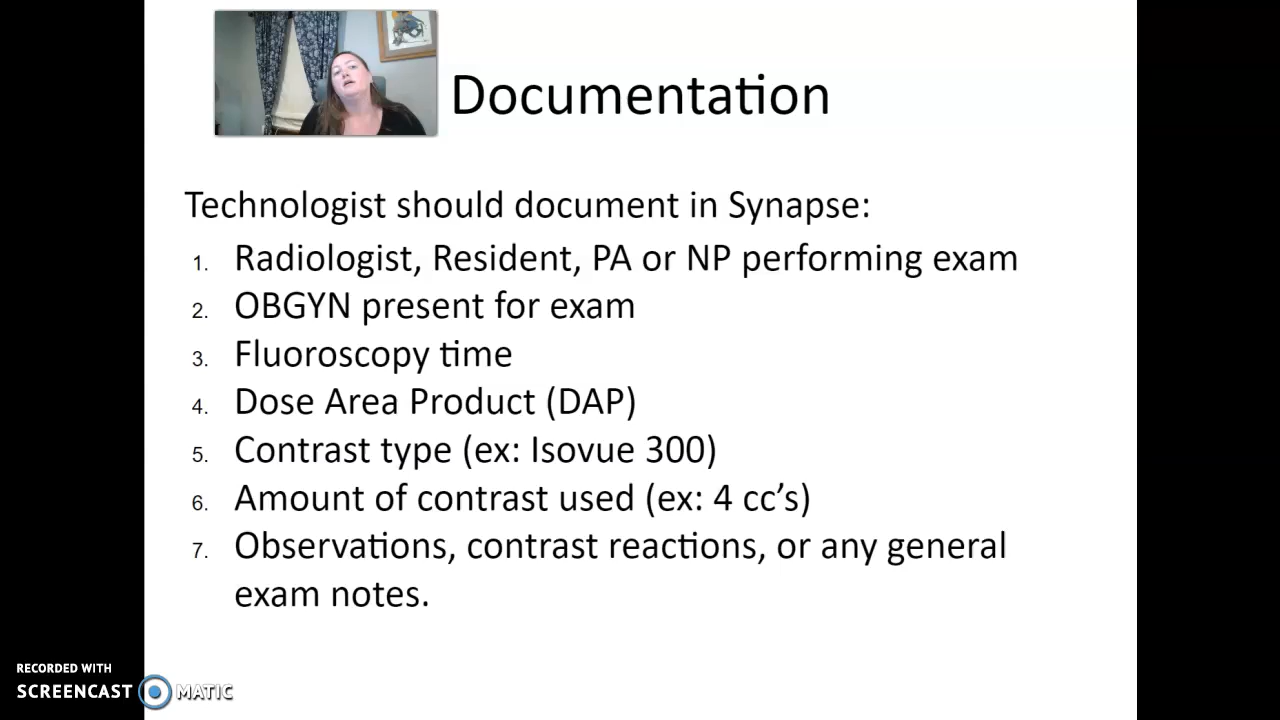 Documentation
Technologist should document in Synapse:
1. Radiologist, Resident, PA or NP performing exam
2. OBGYN present for exam
3. Fluoroscopy time
4. Dose Area Product (DAP)
5. Contrast type (ex: Isovue 300)
6. Amount of contrast used (ex: 4 cc’s)
7. Observations, contrast reactions, or any general
exam notes.
RECORDED WITH
SCREENCAST MATIC